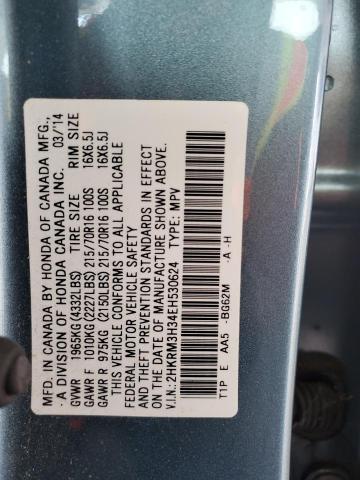 MFD. IN CANADA BY HONDA OF CANADA MFG.,
- A DIVISION OF HONDA CANADA INC. 03/14
GVWR 1965KG(4332LBS) TIRE SIZE RIM SIZE
GAWR F 1010KG(2227LBS)215/70R16 100S 16X6.5J
GAWR R 975KG (2150LBS)215/70R16 100S 16X6.5J
THIS VEHICLE CONFORMS TO ALL APPLICABLE
FEDERAL MOTOR VEHICLE SAFETY, BUMPER,
AND THEFT PREVENTION STANDARDS IN EFFECT
ON THE DATE OF MANUFACTURE SHOWN ABOVE.
V.I.N.: 2HKRM3H34EH530624 TYPE: MPV
T1P E AA5 -BG62M -A -H